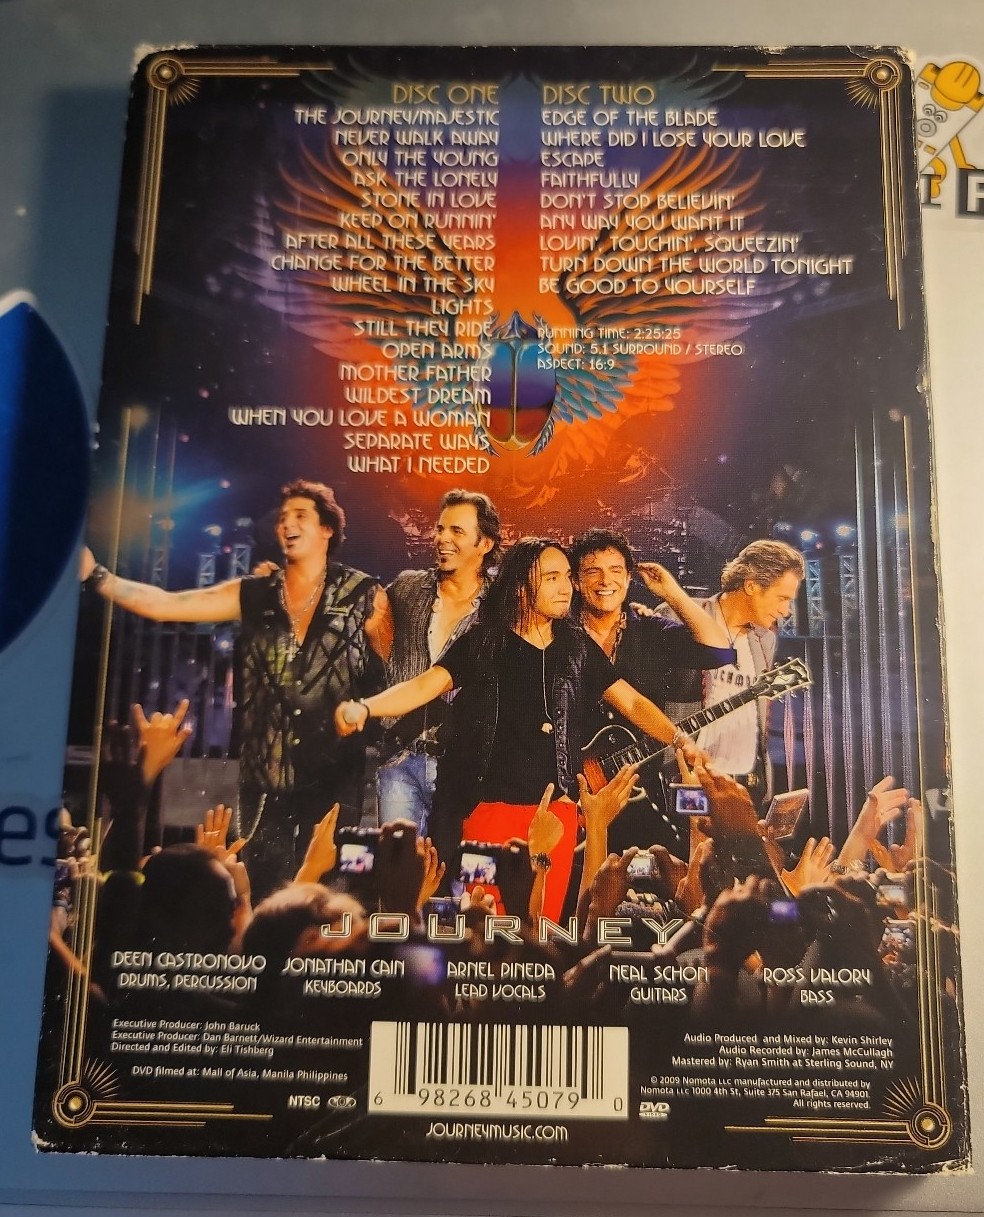 DISC ONE
THE JOURNEY/MAJESTIC
NEVER WALK AWAY
ONLY THE YOUNG
ASK THE LONELY
STONE IN LOVE
KEEP ON RUNNIN'
AFTER ALL THESE YEARS
CHANGE FOR THE BETTER
WHEEL IN THE SKY
LIGHTS
STILL THEY RIDE
OPEN ARMS
MOTHER FATHER
WILDEST DREAM
WHEN YOU LOVE A WOMAN
SEPARATE WAYS
WHAT I NEEDED
DISC TWO
EDGE OF THE BLADE
WHERE DID I LOSE YOUR LOVE
ESCAPE
FAITHFULLY
DON'T STOP BELIEVIN'
ANY WAY YOU WANT IT
LOVIN', TOUCHIN', SQUEEZIN'
TURN DOWN THE WORLD TONIGHT
BE GOOD TO YOURSELF
RUNNING TIME: 2:25:25
SOUND: 5.1 SURROUND / STEREO
ASPECT: 16:9
JOURNEY
DEEN CASTRONOVO
DRUMS, PERCUSSION
JONATHAN CAIN
KEYBOARDS
ARNEL PINEDA
LEAD VOCALS
NEAL SCHON
GUITARS
ROSS VALORY
BASS
Executive Producer: John Baruck
Executive Producer: Dan Barnett/Wizard Entertainment
Directed and Edited by: Eli Tishberg
DVD filmed at: Mall of Asia, Manila Philippines
NTSC
6 98268 45079 0
JOURNEYMUSIC.COM
Audio Produced and Mixed by: Kevin Shirley
Audio Recorded by: James McCullagh
Mastered by: Ryan Smith at Sterling Sound, NY
© 2009 Nomota LLC manufactured and distributed by
Nomota LLC 1000 4th St, Suite 375 San Rafael, CA 94901.
All rights reserved.
DVD
VIDEO
es